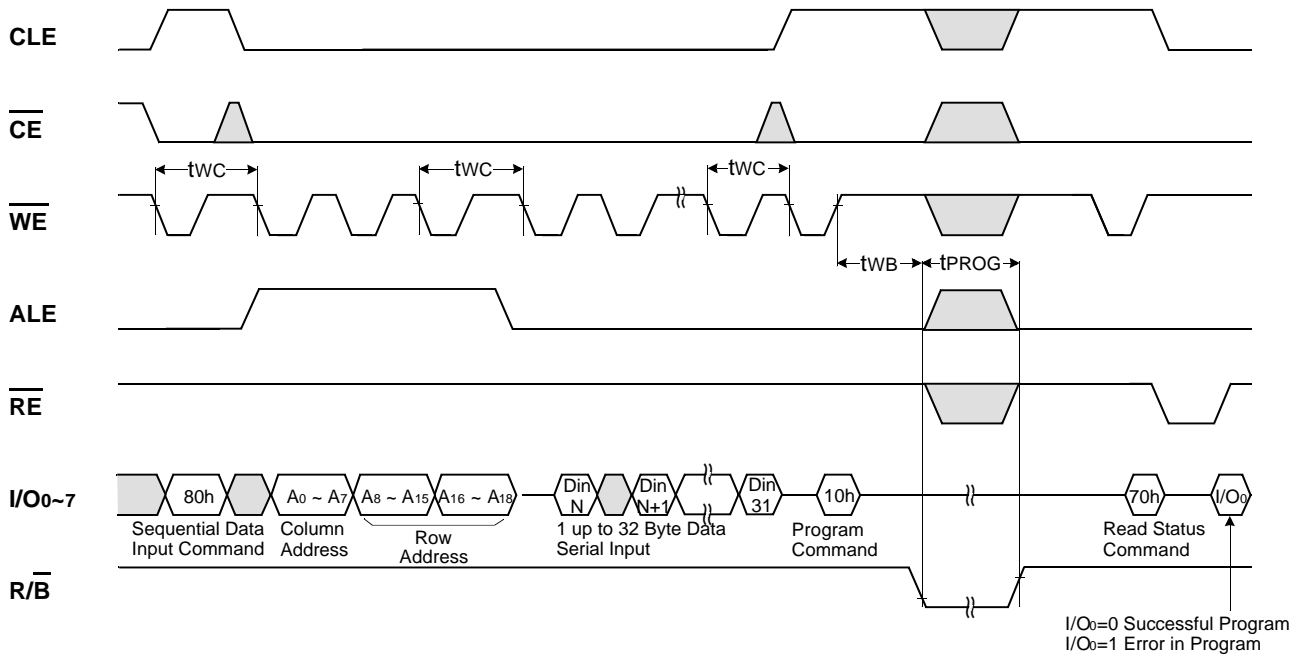 CLE
CE
tWC
tWC
tWC
WE
tWB
tPROG
ALE
RE
I/O0~7
80h
A0 ~ A7
A8 ~ A15
A16 ~ A18
Din
N
Din
N+1
Din
31
10h
70h
I/O0
Sequential Data
Input Command
Column
Address
Row
Address
1 up to 32 Byte Data
Serial Input
Program
Command
Read Status
Command
R/B
I/O0=0 Successful Program
I/O0=1 Error in Program